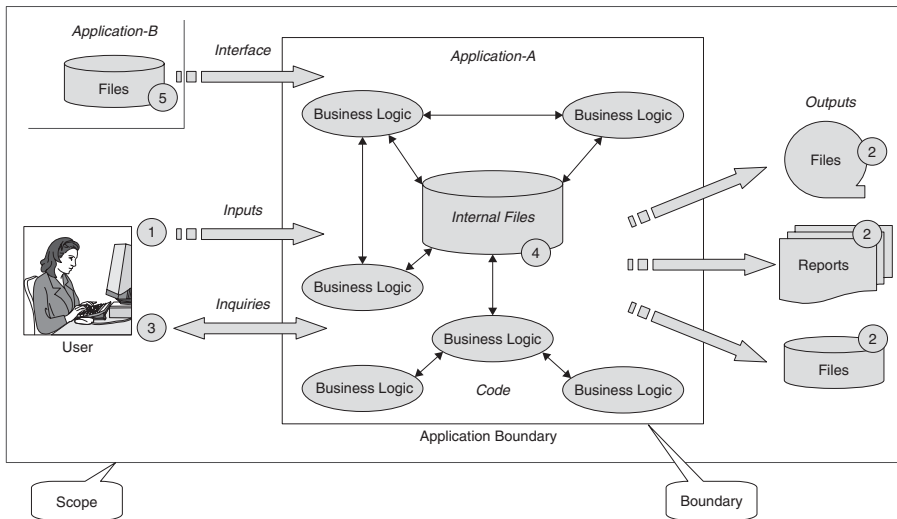 Application-B
Files
5
Interface
Application-A
Business Logic
Business Logic
Outputs
Files
2
Internal Files
4
1
Inputs
2
Reports
Business Logic
3
Inquiries
User
Business Logic
2
Files
Business Logic
Code
Business Logic
Application Boundary
Scope
Boundary